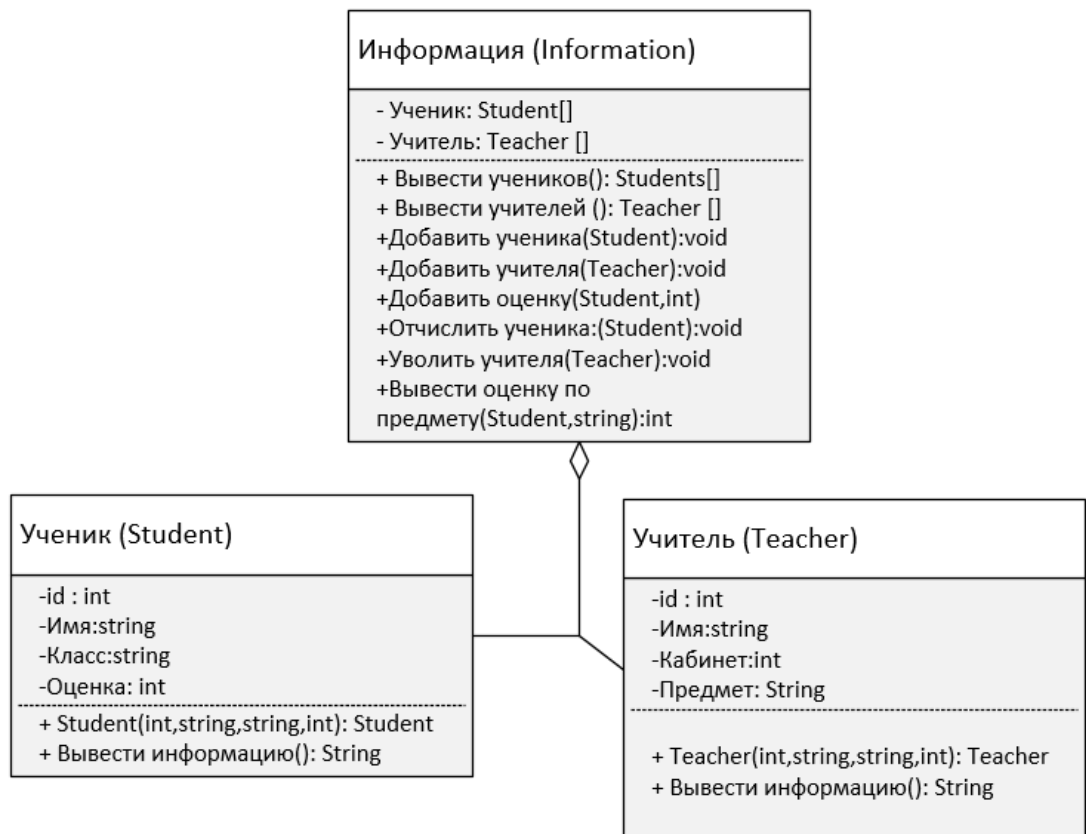 Информация (Information)
- Ученик: Student[]
- Учитель: Teacher []
+ Вывести учеников(): Students[]
+ Вывести учителей (): Teacher []
+Добавить ученика(Student):void
+Добавить учителя(Teacher):void
+Добавить оценку(Student,int)
+Отчислить ученика:(Student):void
+Уволить учителя(Teacher):void
+Вывести оценку по
предмету(Student,string):int
Ученик (Student)
-id : int
-Имя:string
-Класс:string
-Оценка: int
+ Student(int,string,string,int): Student
+ Вывести информацию(): String
Учитель (Teacher)
-id : int
-Имя:string
-Кабинет:int
-Предмет: String
+ Teacher(int,string,string,int): Teacher
+ Вывести информацию(): String